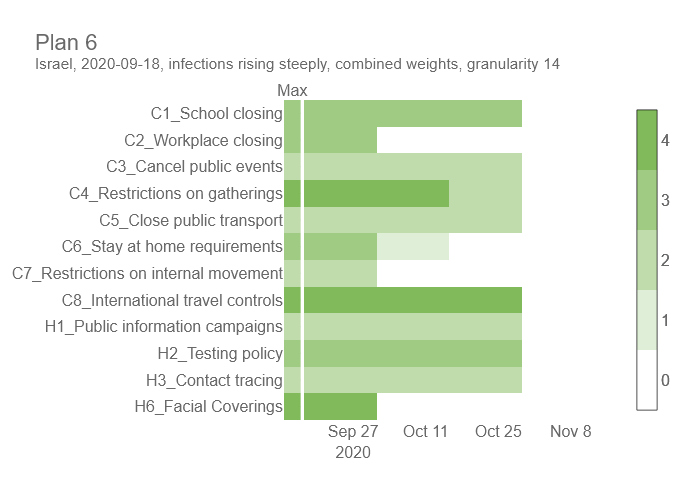 Plan 6
Israel, 2020-09-18, infections rising steeply, combined weights, granularity 14
Max
C1_School closing
C2_Workplace closing
C3_Cancel public events
C4_Restrictions on gatherings
C5_Close public transport
C6_Stay at home requirements
C7_Restrictions on internal movement
C8_International travel controls
H1_Public information campaigns
H2_Testing policy
H3_Contact tracing
H6_Facial Coverings
Sep 27 Oct 11 Oct 25 Nov 8
2020
4
3
2
1
0